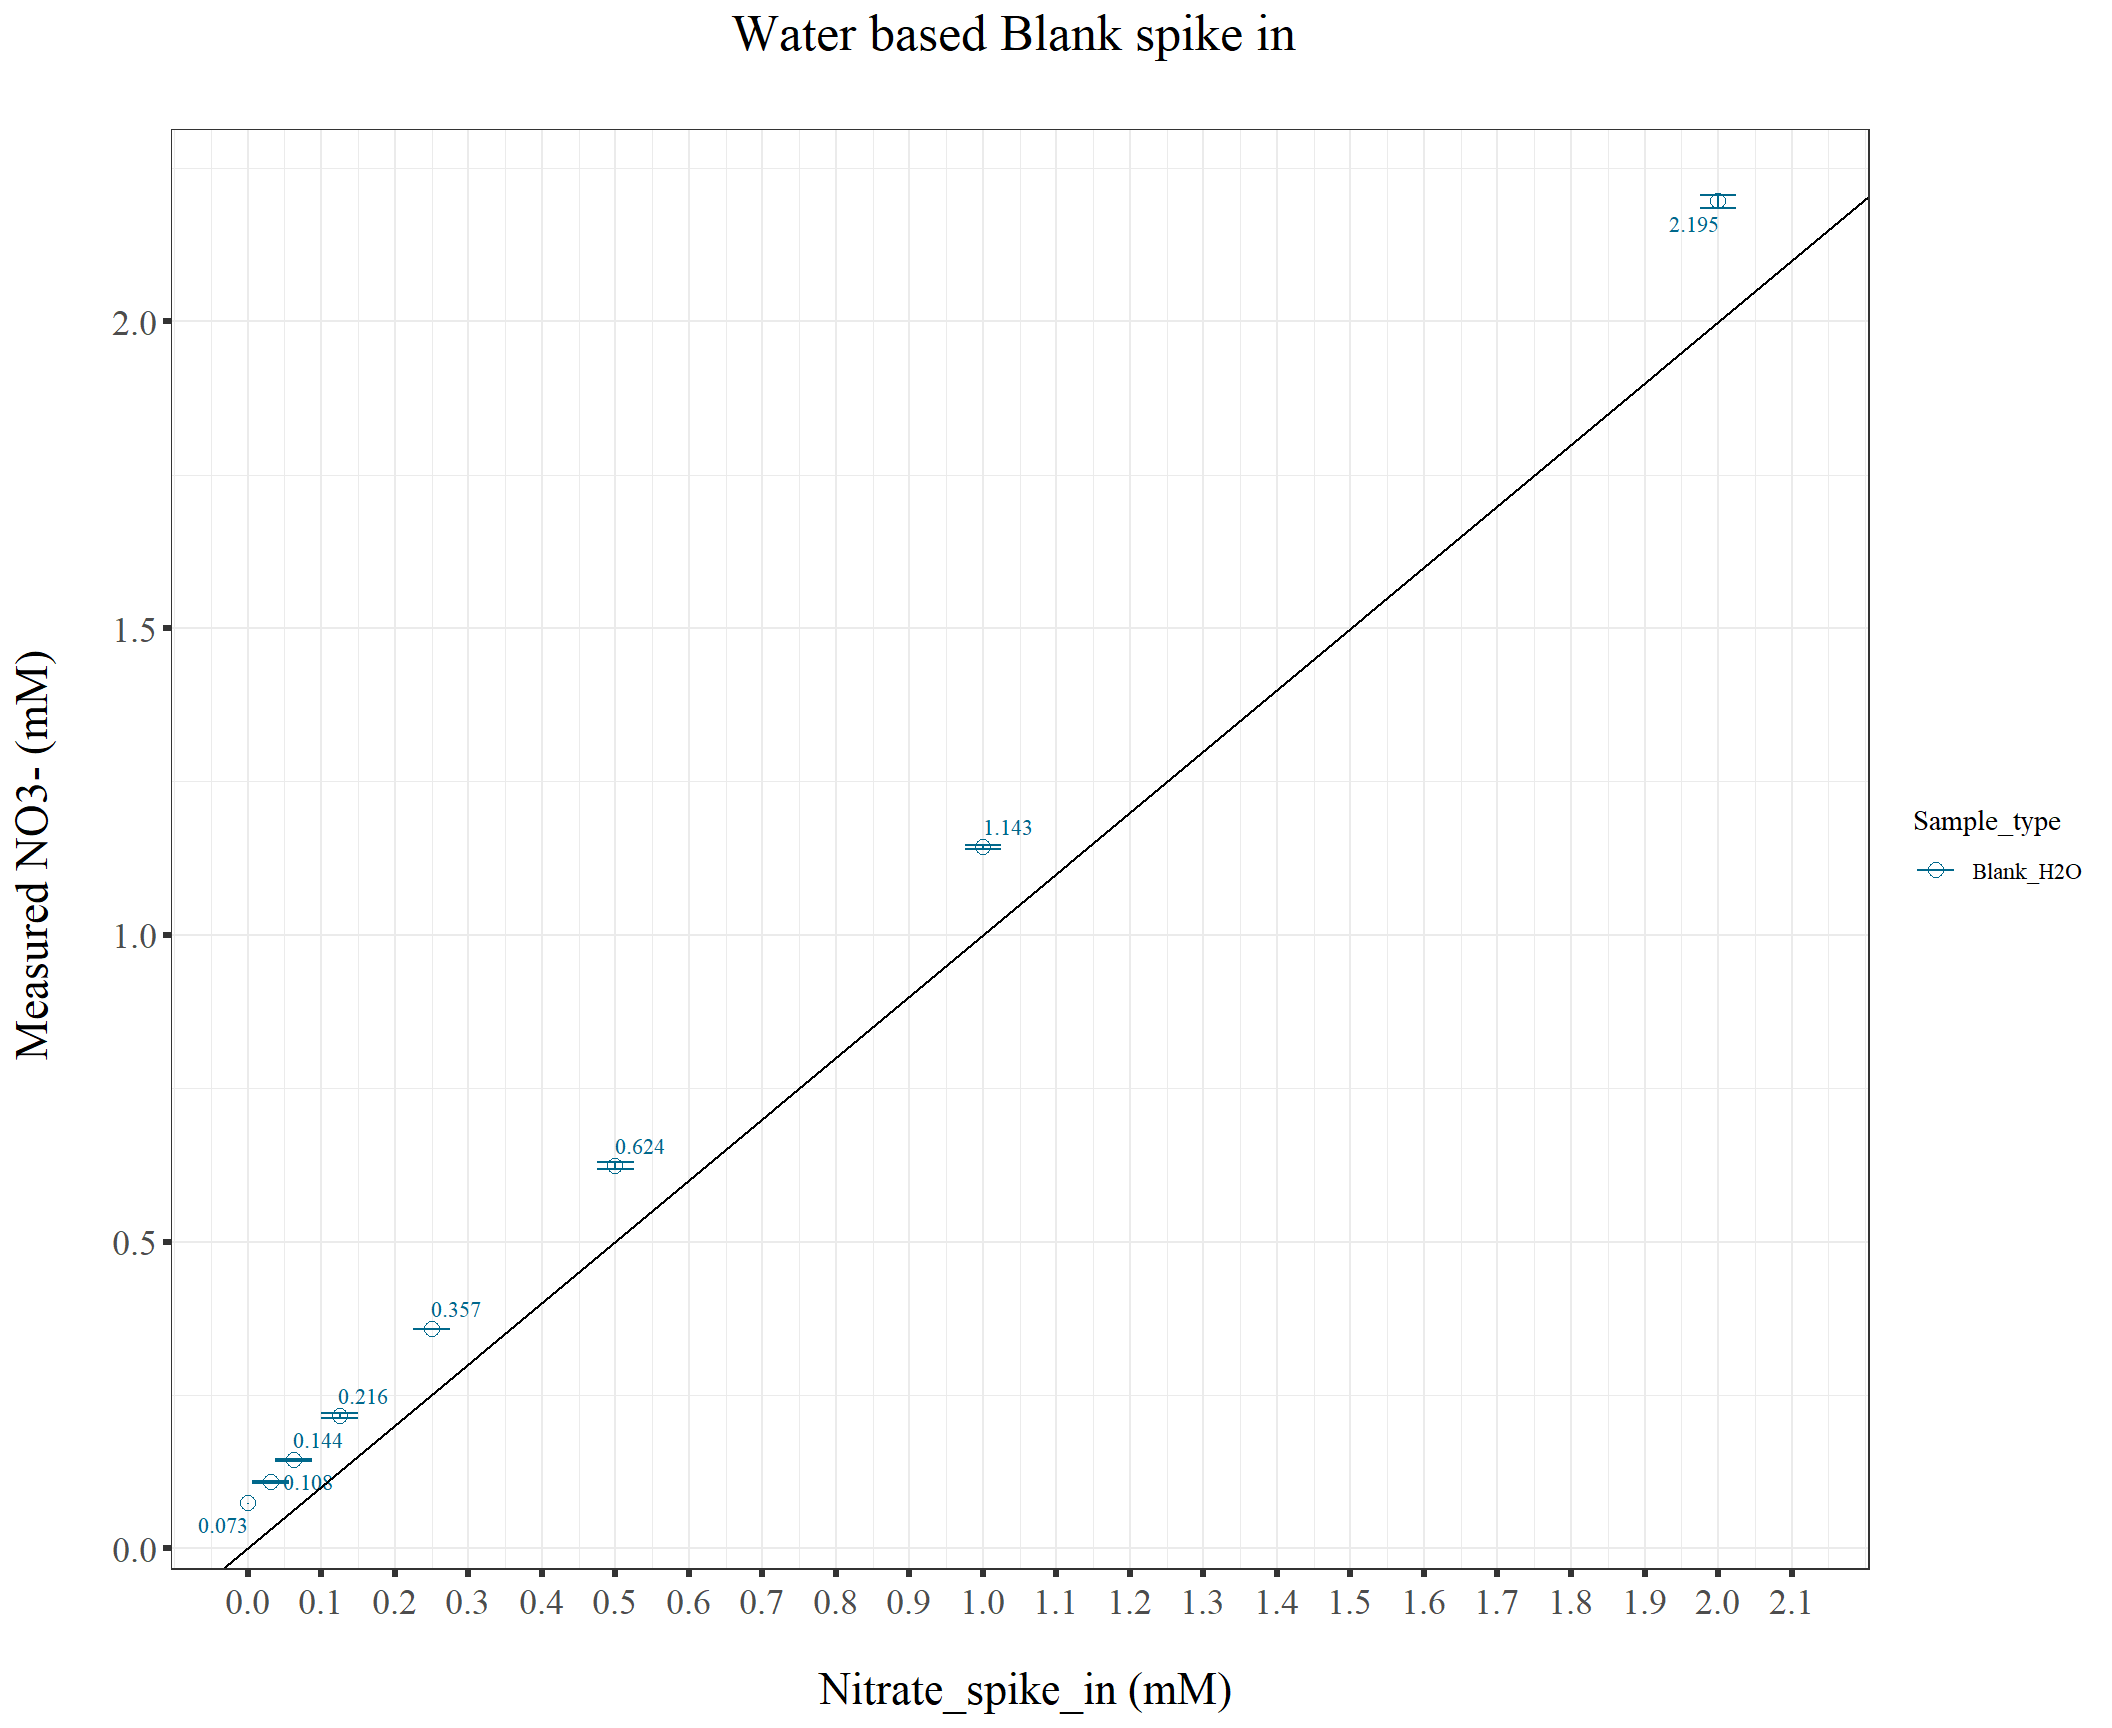 Water based Blank spike in
2.195
2.0
1.5
Measured NO3- (mM)
1.143
Sample_type
Blank_H2O
1.0
0.624
0.5
0.357
0.216
0.144
0.108
0.073
0.0
0.0 0.1 0.2 0.3 0.4 0.5 0.6 0.7 0.8 0.9 1.0 1.1 1.2 1.3 1.4 1.5 1.6 1.7 1.8 1.9 2.0 2.1
Nitrate_spike_in (mM)